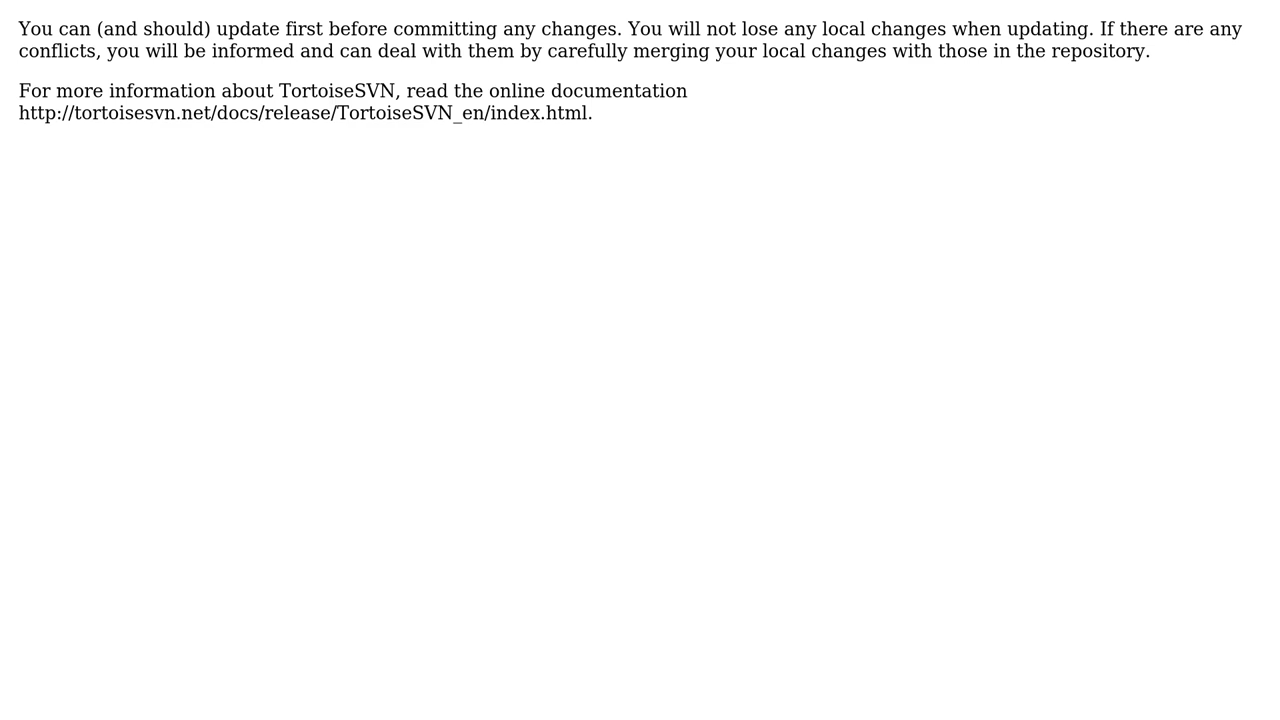 You can (and should) update first before committing any changes. You will not lose any local changes when updating. If there are any
conflicts, you will be informed and can deal with them by carefully merging your local changes with those in the repository.
For more information about TortoiseSVN, read the online documentation
http://tortoisesvn.net/docs/release/TortoiseSVN_en/index.html.